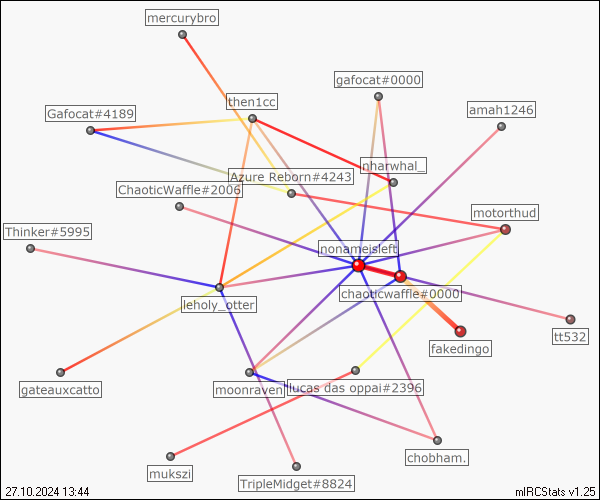 mercurybro
gafocat#0000
then1cc
Gafocat#4189
amah1246
nharwhal_
Azure Reborn#4243
ChaoticWaffle#2006
motorthud
Thinker#5995
nonameisleft
chaoticwaffle#0000
leholy_otter
tt532
fakedingo
gateauxcatto
moonraven
lucas das oppai#2396
chobham.
mukszi
TripleMidget#8824
27.10.2024 13:44
mIRCStats v1.25